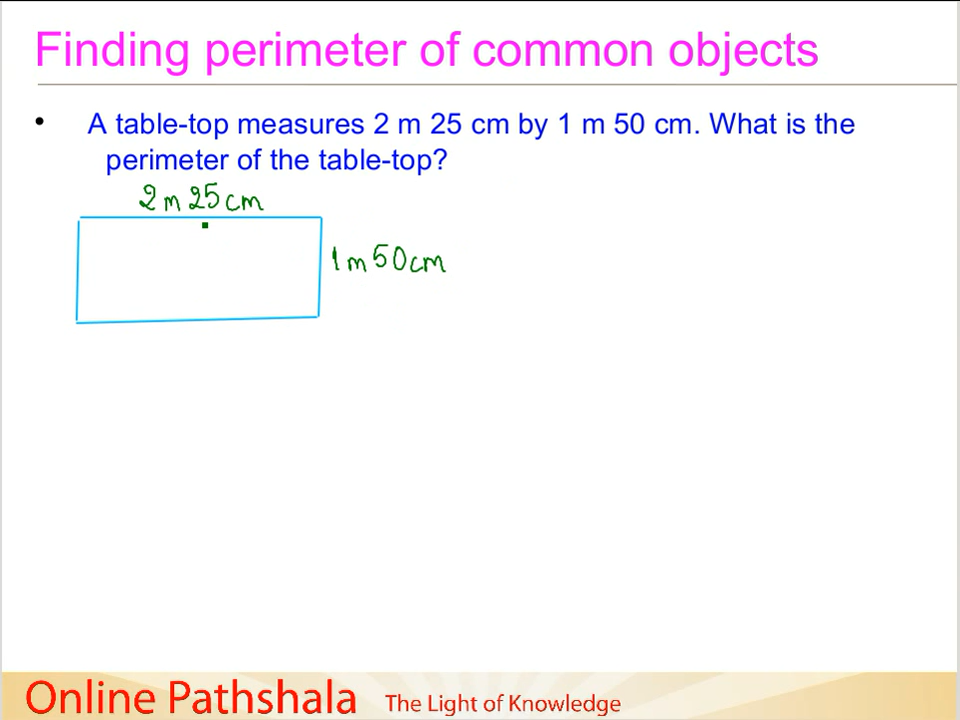 Finding perimeter of common objects
• A table-top measures 2 m 25 cm by 1 m 50 cm. What is the
perimeter of the table-top?
2 m 25 cm
1 m 50 cm
Online Pathshala The Light of Knowledge